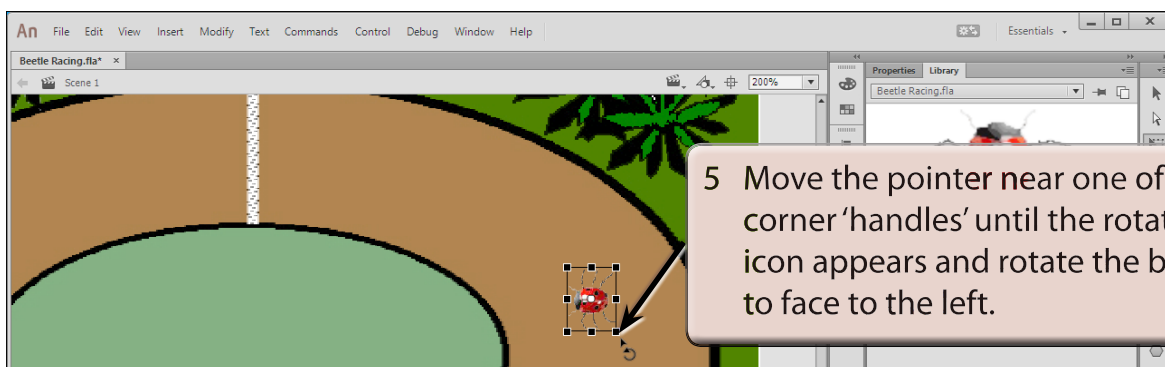 An File Edit View Insert Modify Text Commands Control Debug Window Help Essentials
Beetle Racing.fla* ×
Scene 1 200%
Properties Library
Beetle Racing.fla
5 Move the pointer near one of
corner ‘handles’ until the
icon appears and rotate the
to face to the left.